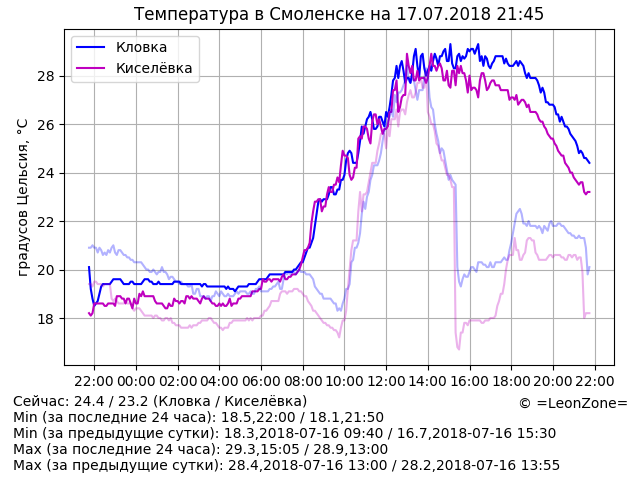 Температура в Смоленске на 17.07.2018 21:45
Кловка
Киселёвка
градусов Цельсия, °C
28
26
24
22
20
18
22:00 00:00 02:00 04:00 06:00 08:00 10:00 12:00 14:00 16:00 18:00 20:00 22:00
Сейчас: 24.4 / 23.2 (Кловка / Киселёвка)
© =LeonZone=
Min (за последние 24 часа): 18.5,22:00 / 18.1,21:50
Min (за предыдущие сутки): 18.3,2018-07-16 09:40 / 16.7,2018-07-16 15:30
Max (за последние 24 часа): 29.3,15:05 / 28.9,13:00
Max (за предыдущие сутки): 28.4,2018-07-16 13:00 / 28.2,2018-07-16 13:55